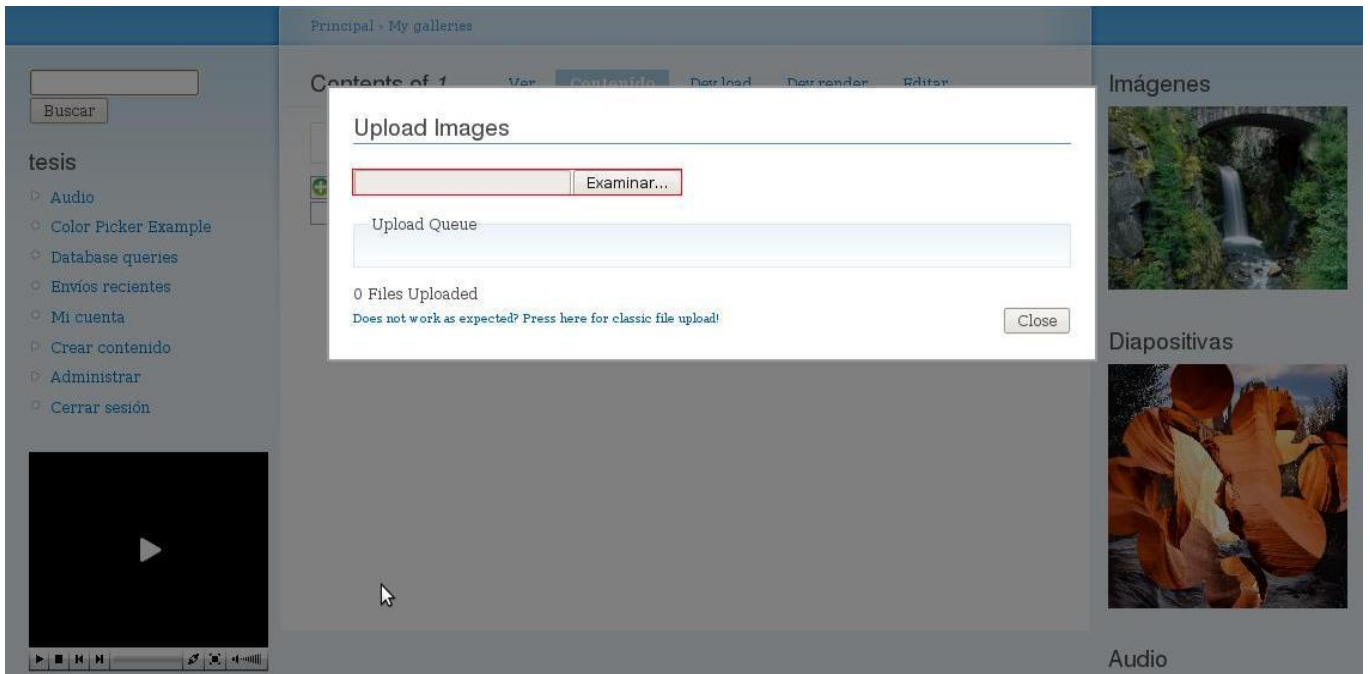 Principal › My galleries
Buscar
tesis
Audio
Color Picker Example
Database queries
Envíos recientes
Mi cuenta
Crear contenido
Administrar
Cerrar sesión
Contents of 1
Ver
Contenido
Dev load
Dev render
Editar
Upload Images
Examinar...
Upload Queue
0 Files Uploaded
Does not work as expected? Press here for classic file upload!
Close
Imágenes
Diapositivas
Audio